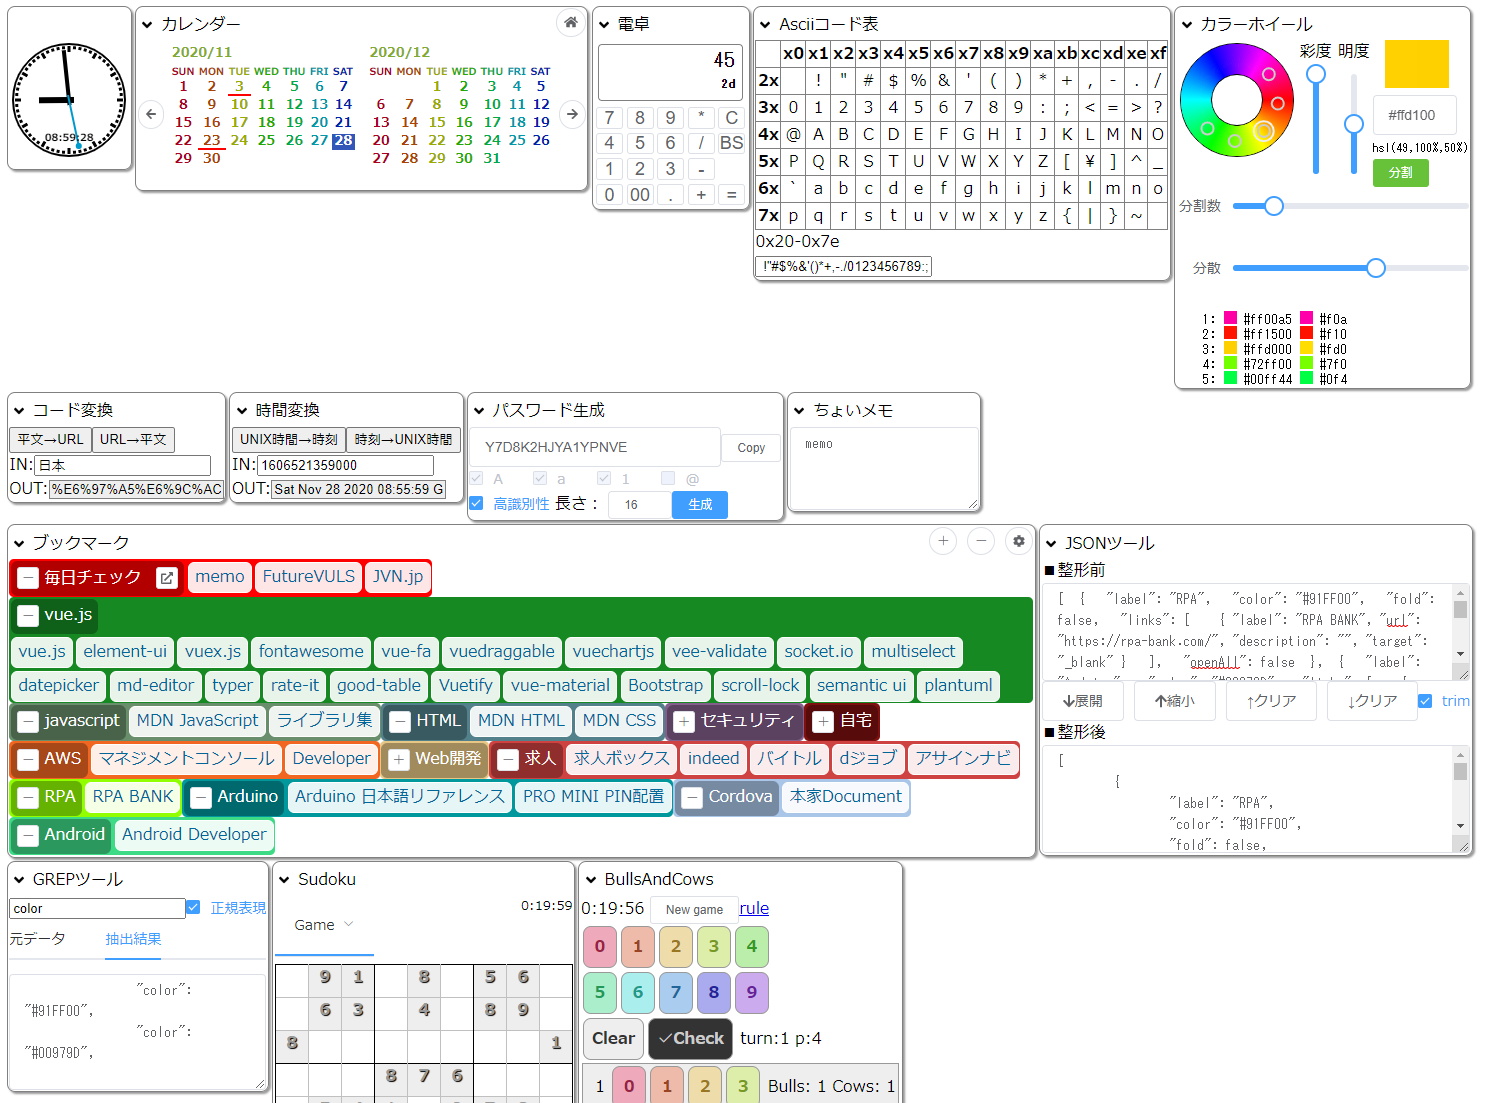 08:59:28
カレンダー
2020/11
SUN MON TUE WED THU FRI SAT
1 2 3 4 5 6 7
8 9 10 11 12 13 14
15 16 17 18 19 20 21
22 23 24 25 26 27 28
29 30
2020/12
SUN MON TUE WED THU FRI SAT
1 2 3 4 5
6 7 8 9 10 11 12
13 14 15 16 17 18 19
20 21 22 23 24 25 26
27 28 29 30 31
電卓
45
2d
7 8 9 * C
4 5 6 / BS
1 2 3 -
0 00 . + =
Asciiコード表
x0 x1 x2 x3 x4 x5 x6 x7 x8 x9 xa xb xc xd xe xf
2x ! " # $ % & ' ( ) * + , - . /
3x 0 1 2 3 4 5 6 7 8 9 : ; < = > ?
4x @ A B C D E F G H I J K L M N O
5x P Q R S T U V W X Y Z [ ¥ ] ^ _
6x ` a b c d e f g h i j k l m n o
7x p q r s t u v w x y z { | } ~
0x20-0x7e
!"#$%&'()*+,-./0123456789:;
カラーホイール
彩度 明度
#ffd100
hsl(49,100%,50%)
分割
分割数
分散
1: #ff00a5 #f0a
2: #ff1500 #f10
3: #ffd000 #fd0
4: #72ff00 #7f0
5: #00ff44 #0f4
コード変換
平文→URL URL→平文
IN:日本
OUT:%E6%97%A5%E6%9C%AC
時間変換
UNIX時間→時刻 時刻→UNIX時間
IN:1606521359000
OUT:Sat Nov 28 2020 08:55:59 G
パスワード生成
Y7D8K2HJYA1YPNVE Copy
A a 1 @
高識別性 長さ： 16 生成
ちょいメモ
memo
ブックマーク
毎日チェック memo FutureVULS JVN.jp
vue.js
vue.js element-ui vuex.js fontawesome vue-fa vuedraggable vuechartjs vee-validate socket.io multiselect
datepicker md-editor typer rate-it good-table Vuetify vue-material Bootstrap scroll-lock semantic ui plantuml
javascript MDN JavaScript ライブラリ集 HTML MDN HTML MDN CSS セキュリティ 自宅
AWS マネジメントコンソール Developer Web開発 求人 求人ボックス indeed バイトル dジョブ アサインナビ
RPA RPA BANK Arduino Arduino 日本語リファレンス PRO MINI PIN配置 Cordova 本家Document
Android Android Developer
JSONツール
■整形前
[ { "label": "RPA", "color": "#91FF00", "fold":
false, "links": [ { "label": "RPA BANK", "url":
"https://rpa-bank.com/", "description": "", "target":
"_blank" } ], "openAll": false }, { "label":
↓展開 ↑縮小 ↑クリア ↓クリア trim
■整形後
[
{
"label": "RPA",
"color": "#91FF00",
"fold": false,
GREPツール
color 正規表現
元データ 抽出結果
"color":
"#91FF00",
"color":
"#00979D",
Sudoku
0:19:59
Game
9 1 8 5 6
6 3 4 8 9
8 1
8 7 6
BullsAndCows
0:19:56 New game rule
0 1 2 3 4
5 6 7 8 9
Clear ✓Check turn:1 p:4
1 0 1 2 3 Bulls: 1 Cows: 1